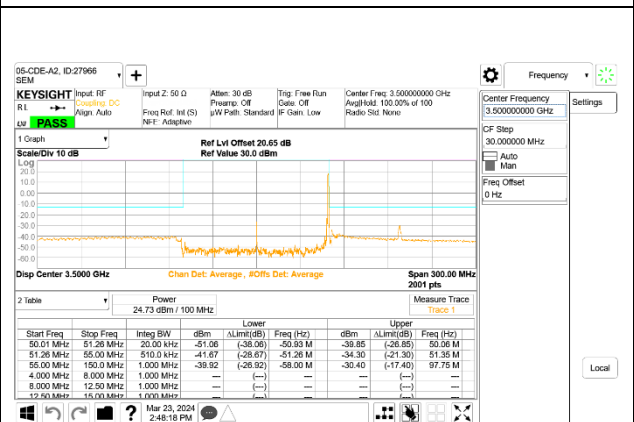 05-CDE-A2, ID:27966
SEM
Frequency
KEYSIGHT Input: RF Input Z: 50 Ω Atten: 30 dB Trig: Free Run Center Freq: 3.500000000 GHz
RL Coupling: DC Preamp: Off Gate: Off Avg|Hold: 100.00% of 100
Align: Auto Freq Ref: Int (S) µW Path: Standard IF Gain: Low Radio Std: None
PASS NFE: Adaptive
Center Frequency
3.500000000 GHz
Settings
CF Step
30.000000 MHz
Auto
Man
Freq Offset
0 Hz
1 Graph
Ref Lvl Offset 20.65 dB
Scale/Div 10 dB Ref Value 30.0 dBm
Log
20.0
10.0
0.00
-10.0
-20.0
-30.0
-40.0
-50.0
-60.0
Disp Center 3.5000 GHz Chan Det: Average, #Offs Det: Average Span 300.00 MHz
2001 pts
2 Table Power Measure Trace
24.73 dBm / 100 MHz Trace 1
Lower Upper
Start Freq Stop Freq Integ BW dBm ΔLimit(dB) Freq (Hz) dBm ΔLimit(dB) Freq (Hz)
50.01 MHz 51.26 MHz 20.00 kHz -51.06 (-38.06) -50.93 M -39.85 (-26.85) 50.06 M
51.26 MHz 55.00 MHz 510.0 kHz -41.67 (-28.67) -51.26 M -34.30 (-21.30) 51.35 M
55.00 MHz 150.0 MHz 1.000 MHz -39.92 (-26.92) -58.00 M -30.40 (-17.40) 97.75 M
4.000 MHz 8.000 MHz 1.000 MHz --- (---) --- --- (---) ---
8.000 MHz 12.50 MHz 1.000 MHz --- (---) --- --- (---) ---
12.50 MHz 15.00 MHz 1.000 MHz --- (---) --- --- (---) ---
Local
? Mar 23, 2024
2:48:18 PM